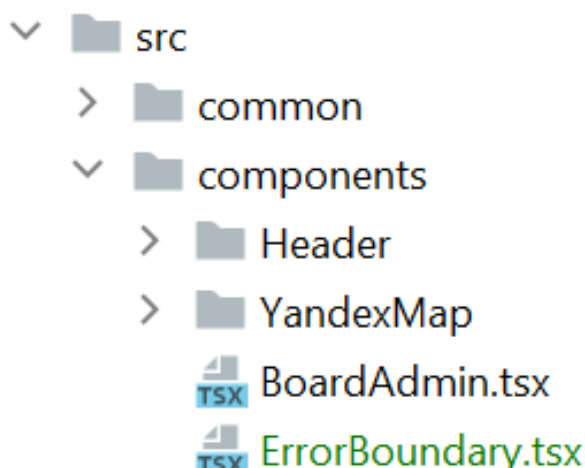 src
common
components
Header
YandexMap
TSX BoardAdmin.tsx
TSX ErrorBoundary.tsx